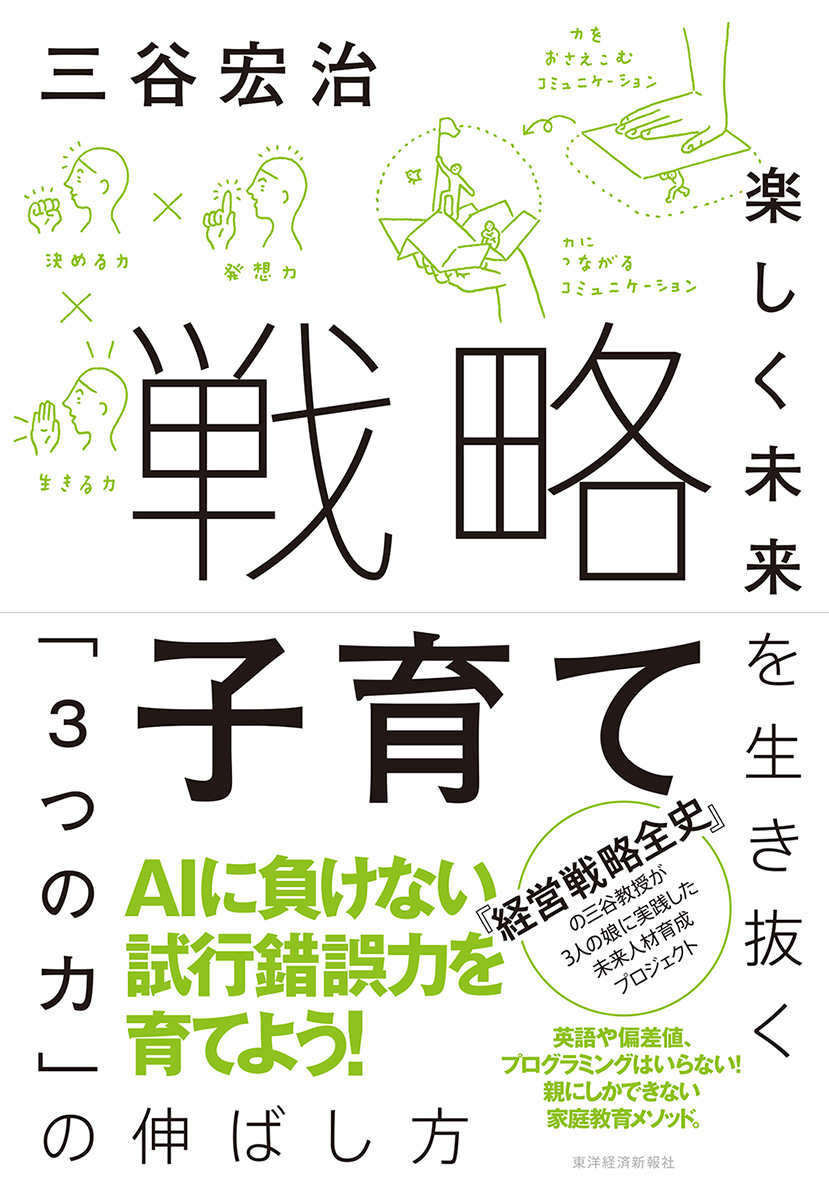 三谷宏治
力を
おさえこむ
コミュニケーション
決める力
発想力
力に
つながる
コミュニケーション
生きる力
戦略
子育て
楽しく未来を生き抜く
「3つの力」の伸ばし方
AIに負けない
試行錯誤力を
育てよう!
『経営戦略全史』
の三谷教授が
3人の娘に実践した
未来人材育成
プロジェクト
英語や偏差値、
プログラミングはいらない!
親にしかできない
家庭教育メソッド。
東洋経済新報社